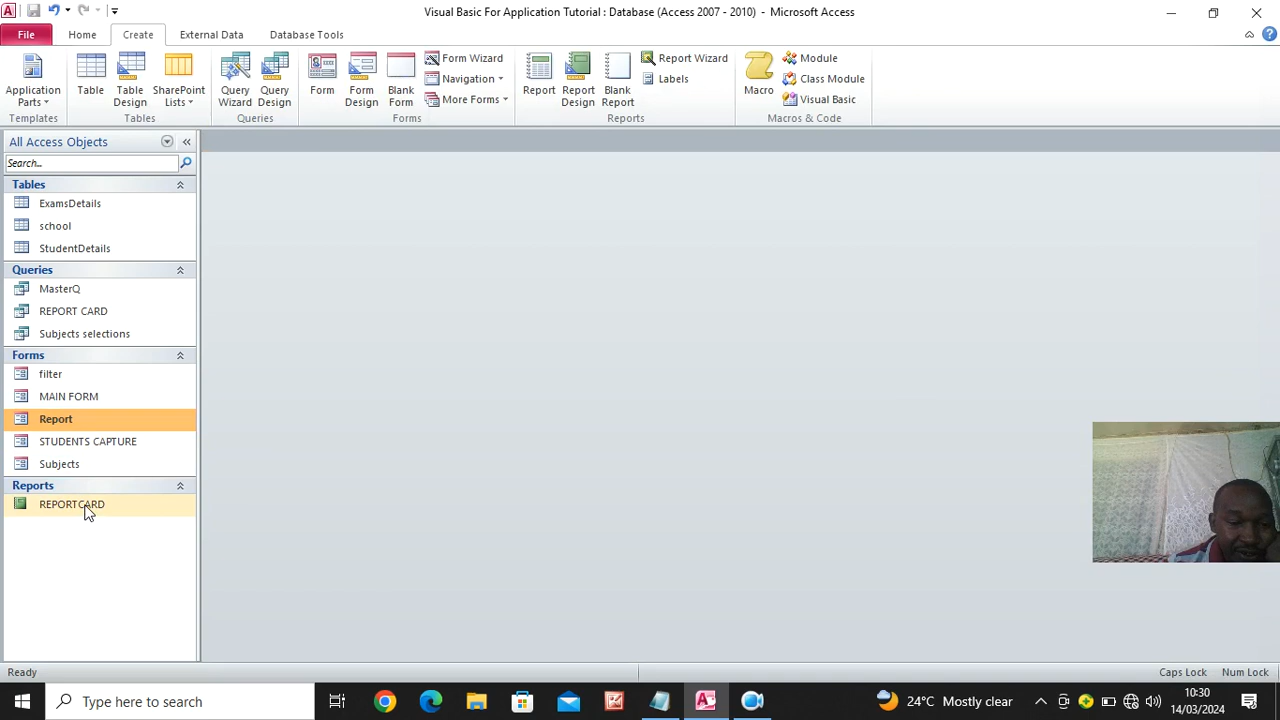 Visual Basic For Application Tutorial : Database (Access 2007 - 2010) - Microsoft Access
File Home Create External Data Database Tools
Application Parts
Table
Table Design
SharePoint Lists
Query Wizard
Query Design
Form
Form Design
Blank Form
Form Wizard
Navigation
More Forms
Report
Report Design
Blank Report
Report Wizard
Labels
Macro
Module
Class Module
Visual Basic
Templates Tables Queries Forms Reports Macros & Code
All Access Objects
Search...
Tables
ExamsDetails
school
StudentDetails
Queries
MasterQ
REPORT CARD
Subjects selections
Forms
filter
MAIN FORM
Report
STUDENTS CAPTURE
Subjects
Reports
REPORTCARD
Ready Caps Lock Num Lock
Type here to search
24°C Mostly clear
10:30
14/03/2024